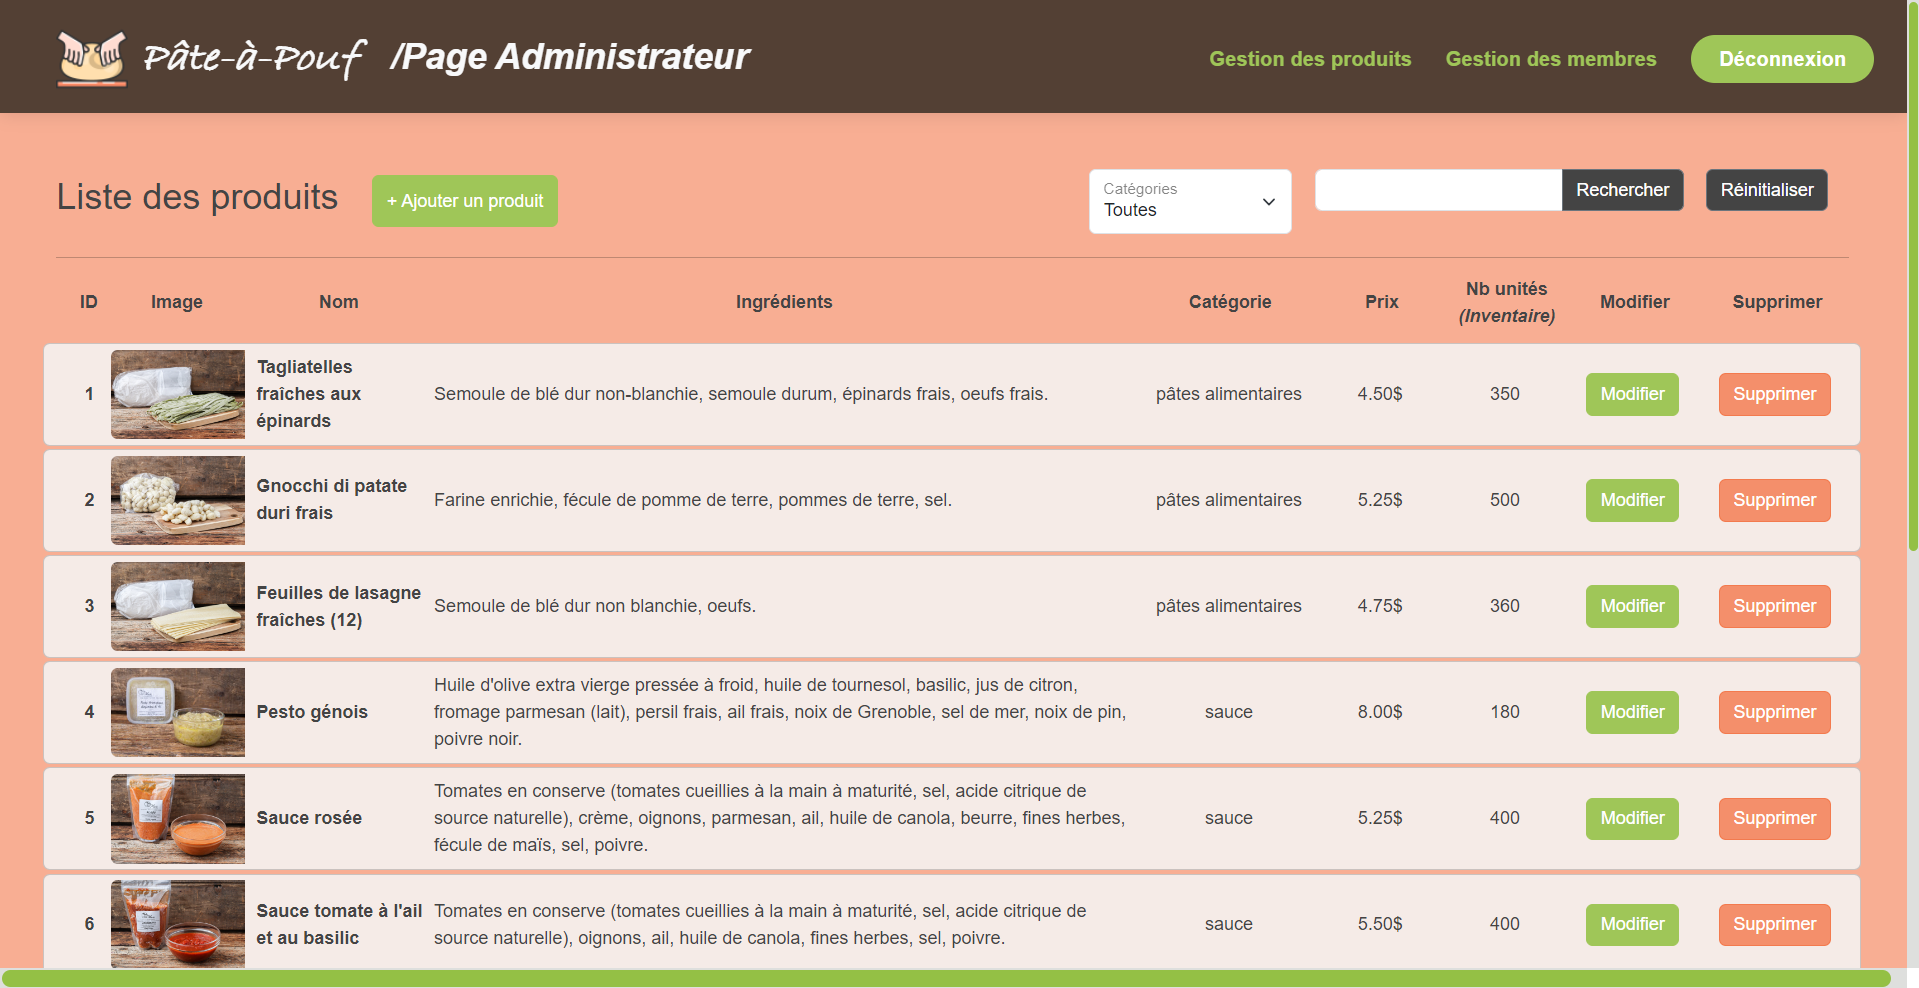 Pâte-à-Pouf /Page Administrateur
Gestion des produits
Gestion des membres
Déconnexion
Liste des produits
+ Ajouter un produit
Catégories
Toutes
Rechercher
Réinitialiser
ID
Image
Nom
Ingrédients
Catégorie
Prix
Nb unités
(Inventaire)
Modifier
Supprimer
1
Tagliatelles
fraîches aux
épinards
Semoule de blé dur non-blanchie, semoule durum, épinards frais, oeufs frais.
pâtes alimentaires
4.50$
350
Modifier
Supprimer
2
Gnocchi di patate
duri frais
Farine enrichie, fécule de pomme de terre, pommes de terre, sel.
pâtes alimentaires
5.25$
500
Modifier
Supprimer
3
Feuilles de lasagne
fraîches (12)
Semoule de blé dur non blanchie, oeufs.
pâtes alimentaires
4.75$
360
Modifier
Supprimer
4
Pesto génois
Huile d'olive extra vierge pressée à froid, huile de tournesol, basilic, jus de citron,
fromage parmesan (lait), persil frais, ail frais, noix de Grenoble, sel de mer, noix de pin,
poivre noir.
sauce
8.00$
180
Modifier
Supprimer
5
Sauce rosée
Tomates en conserve (tomates cueillies à la main à maturité, sel, acide citrique de
source naturelle), crème, oignons, parmesan, ail, huile de canola, beurre, fines herbes,
fécule de maïs, sel, poivre.
sauce
5.25$
400
Modifier
Supprimer
6
Sauce tomate à l'ail
et au basilic
Tomates en conserve (tomates cueillies à la main à maturité, sel, acide citrique de
source naturelle), oignons, ail, huile de canola, fines herbes, sel, poivre.
sauce
5.50$
400
Modifier
Supprimer